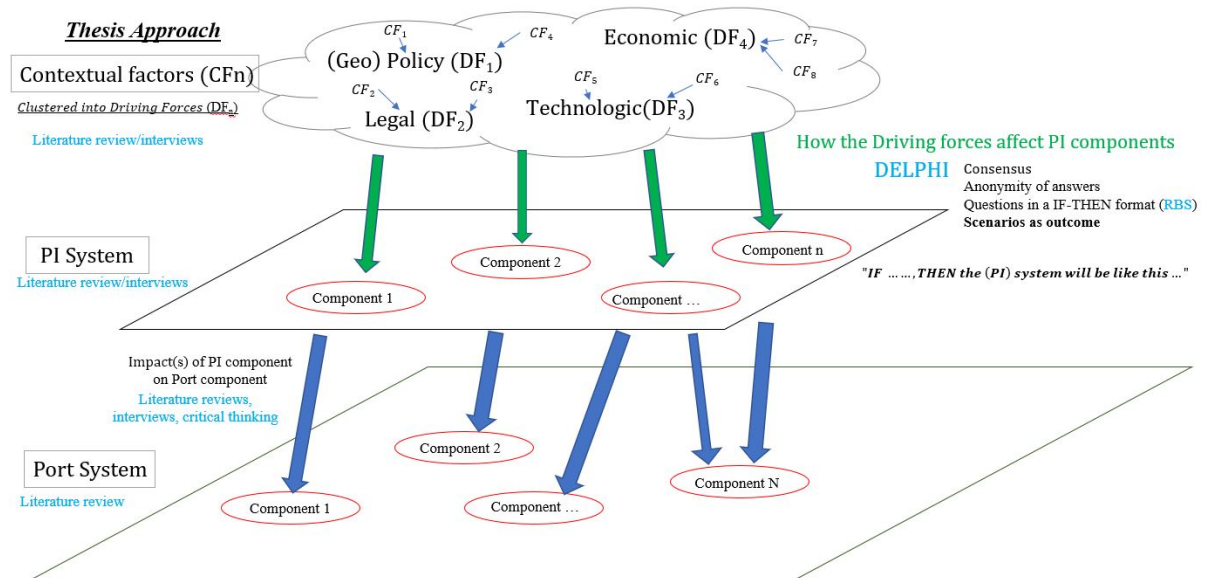 Thesis Approach
Contextual factors (CFn)
Clustered into Driving Forces (DFn)
Literature review/interviews
CF1
CF4
(Geo) Policy (DF1)
Economic (DF4)
CF7
CF8
CF2
CF3
Legal (DF2)
CF5
CF6
Technologic(DF3)
How the Driving forces affect PI components
DELPHI
Consensus
Anonymity of answers
Questions in a IF-THEN format (RBS)
Scenarios as outcome
"IF ……, THEN the (PI) system will be like this …"
PI System
Literature review/interviews
Component 1
Component 2
Component …
Component n
Impact(s) of PI component
on Port component
Literature reviews,
interviews, critical thinking
Port System
Literature review
Component 1
Component 2
Component …
Component N